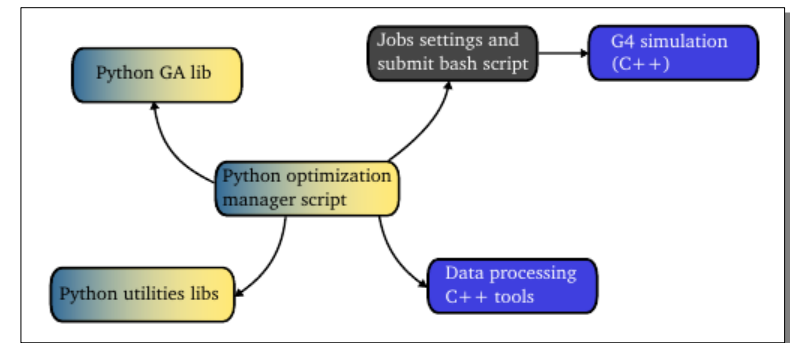 Jobs settings and
submit bash script
G4 simulation
(C++)
Python GA lib
Python optimization
manager script
Python utilities libs
Data processing
C++ tools